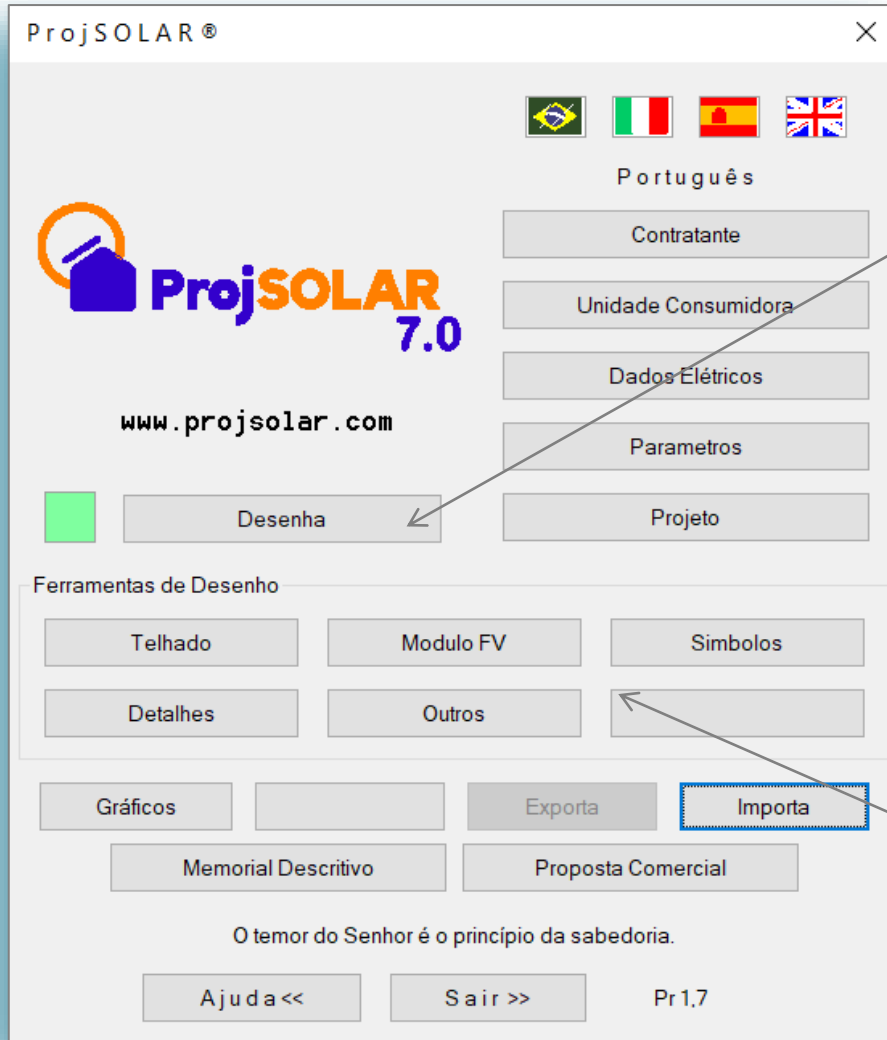 ProjSOLAR®
Português
Contratante
ProjSOLAR
7.0
Unidade Consumidora
Dados Elétricos
www.projsolar.com
Parametros
Desenha
Projeto
Ferramentas de Desenho
Telhado Modulo FV Simbolos
Detalhes Outros
Gráficos Exporta Importa
Memorial Descritivo Proposta Comercial
O temor do Senhor é o princípio da sabedoria.
Ajuda<< Sair>> Pr 1,7